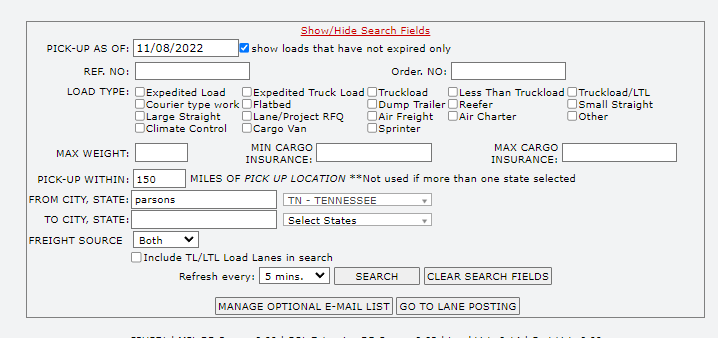 Show/Hide Search Fields
PICK-UP AS OF: 11/08/2022 show loads that have not expired only
REF. NO: Order. NO:
LOAD TYPE: Expedited Load Expedited Truck Load Truckload Less Than Truckload Truckload/LTL
Courier type work Flatbed Dump Trailer Reefer Small Straight
Large Straight Lane/Project RFQ Air Freight Air Charter Other
Climate Control Cargo Van Sprinter
MAX WEIGHT: MIN CARGO INSURANCE: MAX CARGO INSURANCE:
PICK-UP WITHIN: 150 MILES OF PICK UP LOCATION **Not used if more than one state selected
FROM CITY, STATE: parsons TN - TENNESSEE
TO CITY, STATE: Select States
FREIGHT SOURCE Both
Include TL/LTL Load Lanes in search
Refresh every: 5 mins. SEARCH CLEAR SEARCH FIELDS
MANAGE OPTIONAL E-MAIL LIST GO TO LANE POSTING